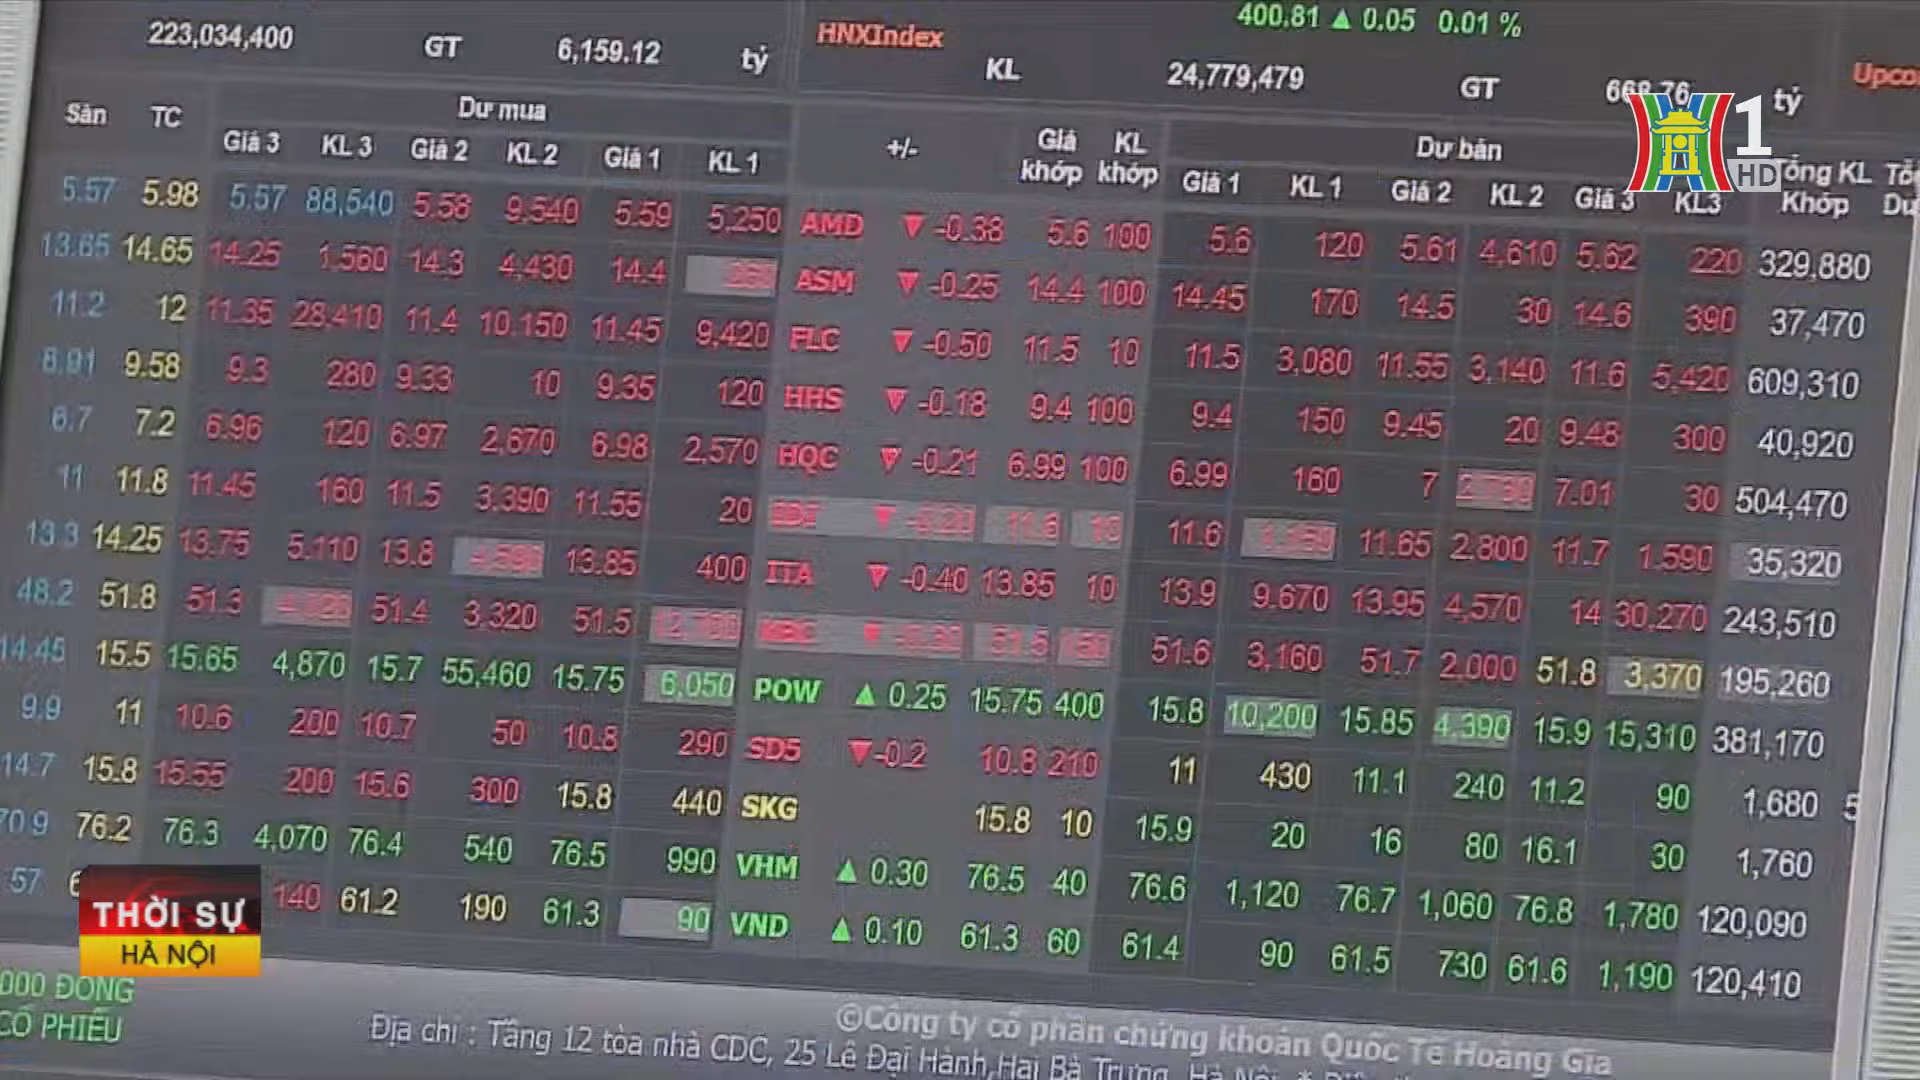 400.81 ▲ 0.05 0.01 %
223,034,400 GT 6,159.12 tỷ HNXIndex KL 24,779,479 GT 668.76 tỷ
1 HD
Sàn TC Dư mua +/- Giá khớp KL khớp Dư bán Tổng KL Khớp
Giá 3 KL 3 Giá 2 KL 2 Giá 1 KL 1 Giá 1 KL 1 Giá 2 KL 2 Giá 3 KL3
5.57 5.98 5.57 88,540 5.58 9,540 5.59 5,250 AMD ▼ -0.38 5.6 100 5.6 120 5.61 4,610 5.62 220 329,880
13.65 14.65 14.25 1,560 14.3 4,430 14.4 260 ASM ▼ -0.25 14.4 100 14.45 170 14.5 30 14.6 390 37,470
11.2 12 11.35 28,410 11.4 10,150 11.45 9,420 FLC ▼ -0.50 11.5 10 11.5 3,080 11.55 3,140 11.6 5,420 609,310
8.91 9.58 9.3 280 9.33 10 9.35 120 HHS ▼ -0.18 9.4 100 9.4 150 9.45 20 9.48 300 40,920
6.7 7.2 6.96 120 6.97 2,670 6.98 2,570 HQC ▼ -0.21 6.99 100 6.99 160 7 7.01 30 504,470
11 11.8 11.45 160 11.5 3,390 11.55 20 ▼ -0.20 11.6 10 11.6 11.65 2,800 11.7 1,590 35,320
13.3 14.25 13.75 5,110 13.8 13.85 400 ITA ▼ -0.40 13.85 10 13.9 9,670 13.95 4,570 14 30,270 243,510
48.2 51.8 51.3 51.4 3,320 51.5 MBC ▼ -0.30 51.5 150 51.6 3,160 51.7 2,000 51.8 3,370 195,260
14.45 15.5 15.65 4,870 15.7 55,460 15.75 6,050 POW ▲ 0.25 15.75 400 15.8 10,200 15.85 4,390 15.9 15,310 381,170
9.9 11 10.6 200 10.7 50 10.8 290 SD5 ▼ -0.2 10.8 210 11 430 11.1 240 11.2 90 1,680
14.7 15.8 15.55 200 15.6 300 15.8 440 SKG 15.8 10 15.9 20 16 80 16.1 30 1,760
70.9 76.2 76.3 4,070 76.4 540 76.5 990 VHM ▲ 0.30 76.5 40 76.6 1,120 76.7 1,060 76.8 1,780 120,090
57 140 61.2 190 61.3 90 VND ▲ 0.10 61.3 60 61.4 90 61.5 730 61.6 1,190 120,410
THỜI SỰ
HÀ NỘI
000 ĐỒNG
CỔ PHIẾU
©Công ty cổ phần chứng khoán Quốc Tế Hoàng Gia
Địa chỉ : Tầng 12 tòa nhà CDC, 25 Lê Đại Hành,Hai Bà Trưng, Hà Nội